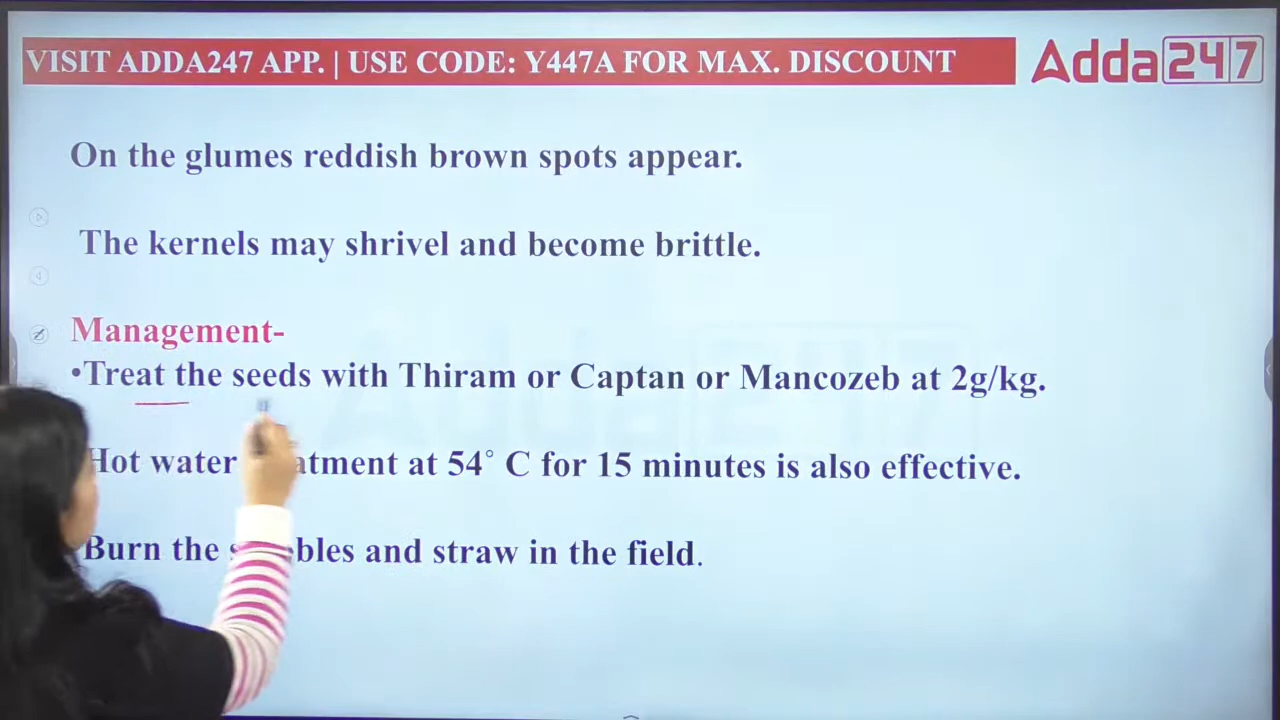 VISIT ADDA247 APP. | USE CODE: Y447A FOR MAX. DISCOUNT
Adda247
On the glumes reddish brown spots appear.
The kernels may shrivel and become brittle.
Management-
•Treat the seeds with Thiram or Captan or Mancozeb at 2g/kg.
Hot water atment at 54° C for 15 minutes is also effective.
Burn the s bles and straw in the field.